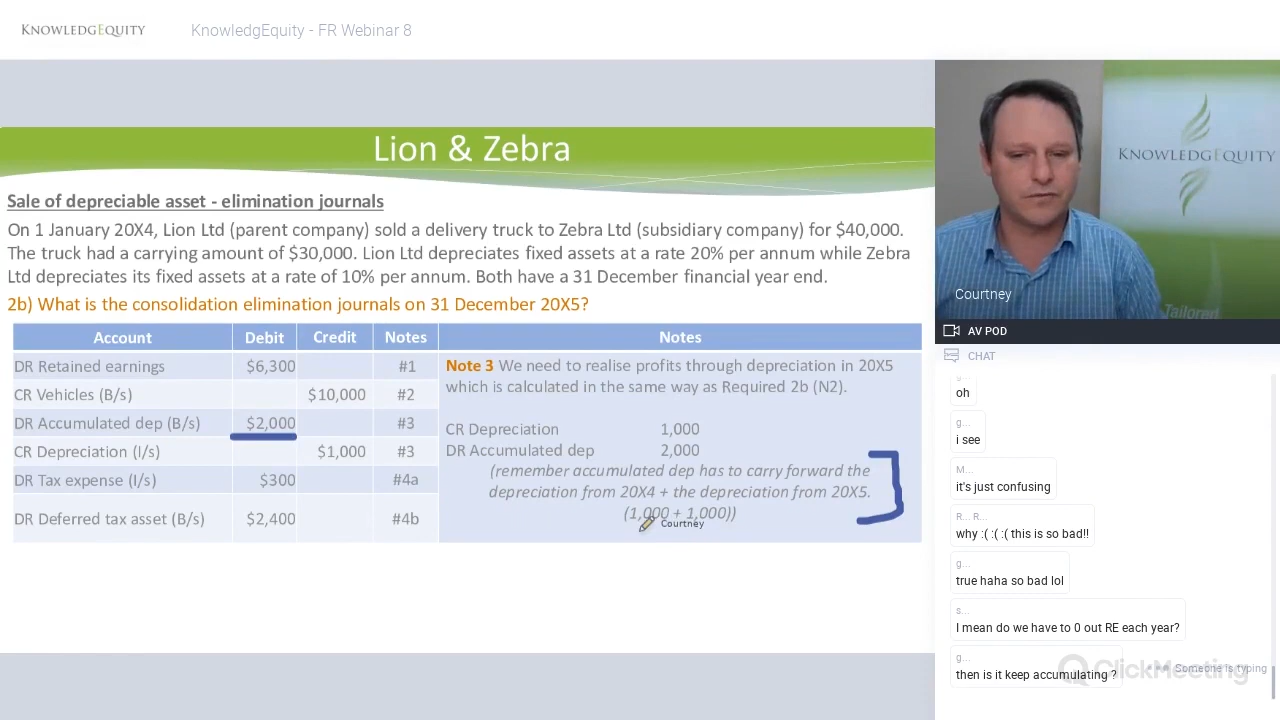 KNOWLEDGEQUITY
KnowledgEquity - FR Webinar 8
Lion & Zebra
Sale of depreciable asset - elimination journals
On 1 January 20X4, Lion Ltd (parent company) sold a delivery truck to Zebra Ltd (subsidiary company) for $40,000.
The truck had a carrying amount of $30,000. Lion Ltd depreciates fixed assets at a rate 20% per annum while Zebra
Ltd depreciates its fixed assets at a rate of 10% per annum. Both have a 31 December financial year end.
2b) What is the consolidation elimination journals on 31 December 20X5?
Account Debit Credit Notes Notes
DR Retained earnings $6,300 #1
CR Vehicles (B/s) $10,000 #2
DR Accumulated dep (B/s) $2,000 #3
CR Depreciation (I/s) $1,000 #3
DR Tax expense (I/s) $300 #4a
DR Deferred tax asset (B/s) $2,400 #4b
Note 3 We need to realise profits through depreciation in 20X5
which is calculated in the same way as Required 2b (N2).
CR Depreciation 1,000
DR Accumulated dep 2,000
(remember accumulated dep has to carry forward the
depreciation from 20X4 + the depreciation from 20X5.
(1,000 + 1,000))
Courtney
KNOWLEDGEQUITY
Tailored
Courtney
AV POD
CHAT
g...
oh
g...
i see
M...
it's just confusing
R... R...
why :( :( :( this is so bad!!
g...
true haha so bad lol
s...
I mean do we have to 0 out RE each year?
g...
then is it keep accumulating ?
ClickMeeting
Someone is typing